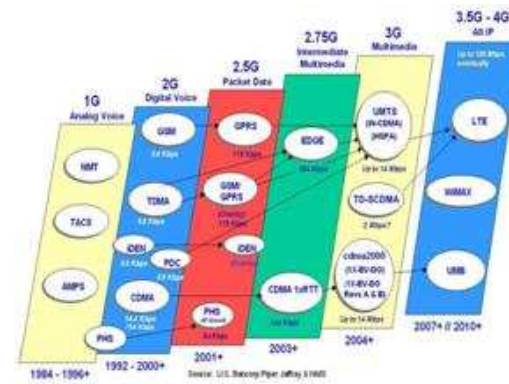 3.5G - 4G
All IP
3G
Multimedia
2.75G
Intermediate
Multimedia
2.5G
Packet Data
2G
Digital Voice
1G
Analog Voice
NMT
TACS
AMPS
PHS
GSM
TDMA
iDEN
PDC
CDMA
GPRS
GSM/
GPRS
iDEN
PHS
EDGE
CDMA 1xRTT
UMTS
(W-CDMA)
(HSPA)
Up to 14 Mbps
TD-SCDMA
2 Mbps?
cdma2000
Up to 14 Mbps
LTE
WiMAX
UMB
1984 - 1996+
1992 - 2000+
2001+
2003+
2004+
2007+ // 2010+